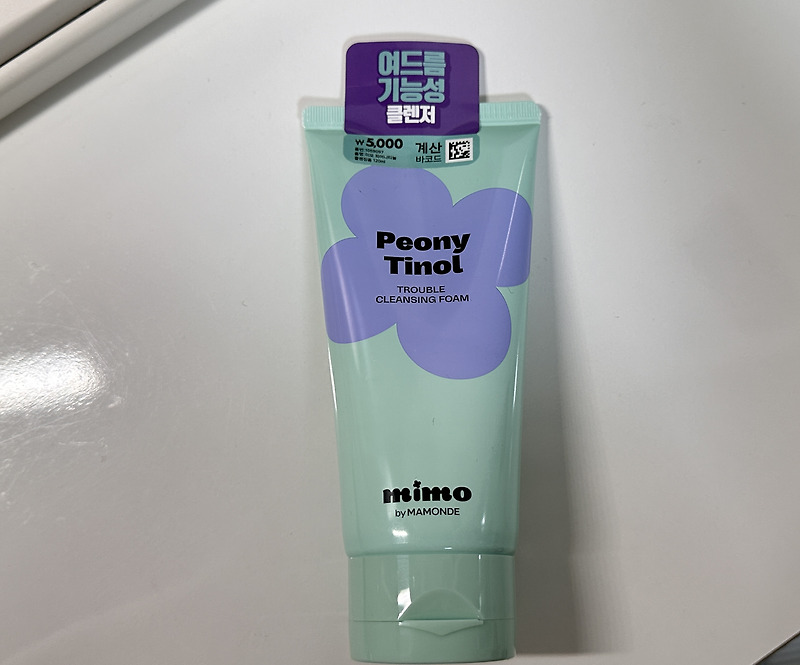 여드름
기능성
클렌저
₩5,000
계산
바코드
Peony
Tinol
TROUBLE
CLEANSING FOAM
mimo
by MAMONDE